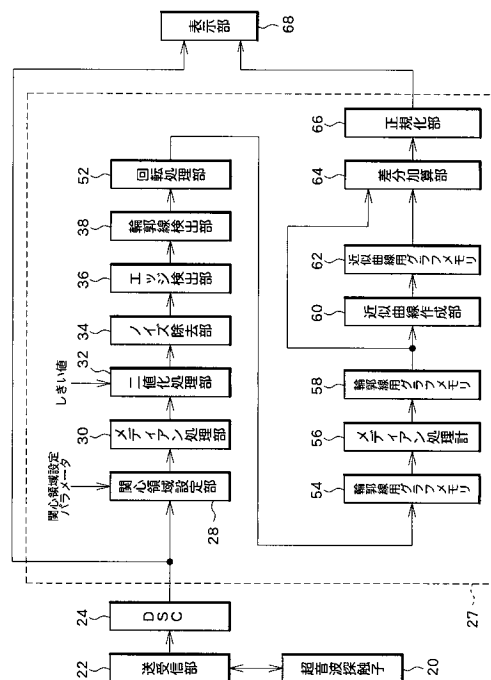 表示部
68
52
回転処理部
38
輪郭線検出部
36
エッジ検出部
34
ノイズ除去部
しきい値
32
二値化処理部
30
メディアン処理部
関心領域設定
パラメータ
関心領域設定部
28
66
正規化部
64
差分加算部
62
近似曲線用グラフメモリ
60
近似曲線作成部
58
輪郭線用グラフメモリ
56
メディアン処理計
54
輪郭線用グラフメモリ
27
24
DSC
22
送受信部
超音波探触子
20